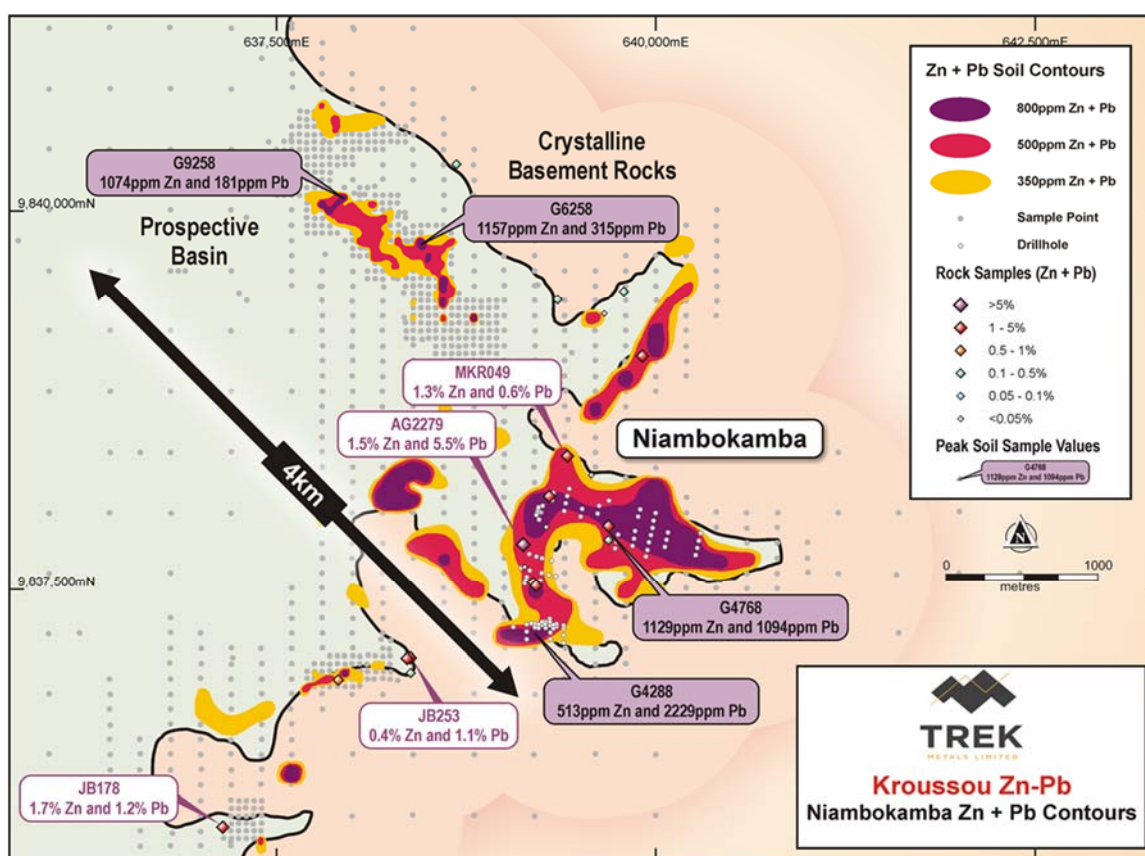 637,500mE
640,000mE
642,500mE
Zn + Pb Soil Contours
800ppm Zn + Pb
500ppm Zn + Pb
350ppm Zn + Pb
Sample Point
Drillhole
Rock Samples (Zn + Pb)
>5%
1 - 5%
0.5 - 1%
0.1 - 0.5%
0.05 - 0.1%
<0.05%
Peak Soil Sample Values
G4768
1129ppm Zn and 1094ppm Pb
Crystalline
Basement Rocks
G9258
1074ppm Zn and 181ppm Pb
9,840,000mN
G6258
1157ppm Zn and 315ppm Pb
Prospective
Basin
MKR049
1.3% Zn and 0.6% Pb
AG2279
1.5% Zn and 5.5% Pb
Niambokamba
4km
N
0
1000
metres
9,837,500mN
G4768
1129ppm Zn and 1094ppm Pb
G4288
513ppm Zn and 2229ppm Pb
JB253
0.4% Zn and 1.1% Pb
JB178
1.7% Zn and 1.2% Pb
TREK
METALS LIMITED
Kroussou Zn-Pb
Niambokamba Zn + Pb Contours